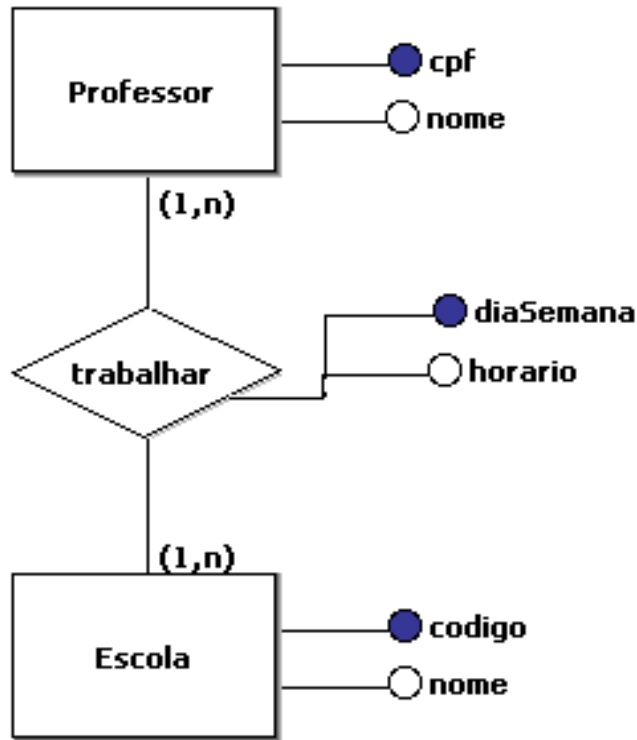 Professor
cpf
nome
(1,n)
trabalhar
diaSemana
horario
(1,n)
Escola
codigo
nome